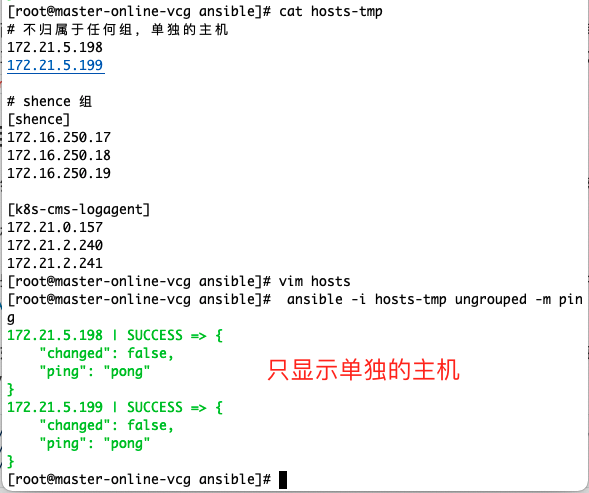 [root@master-online-vcg ansible]# cat hosts-tmp
# 不归属于任何组，单独的主机
172.21.5.198
172.21.5.199
# shence 组
[shence]
172.16.250.17
172.16.250.18
172.16.250.19
[k8s-cms-logagent]
172.21.0.157
172.21.2.240
172.21.2.241
[root@master-online-vcg ansible]# vim hosts
[root@master-online-vcg ansible]#  ansible -i hosts-tmp ungrouped -m pin
g
172.21.5.198 | SUCCESS => {
    "changed": false,
    "ping": "pong"
}
只显示单独的主机
172.21.5.199 | SUCCESS => {
    "changed": false,
    "ping": "pong"
}
[root@master-online-vcg ansible]#